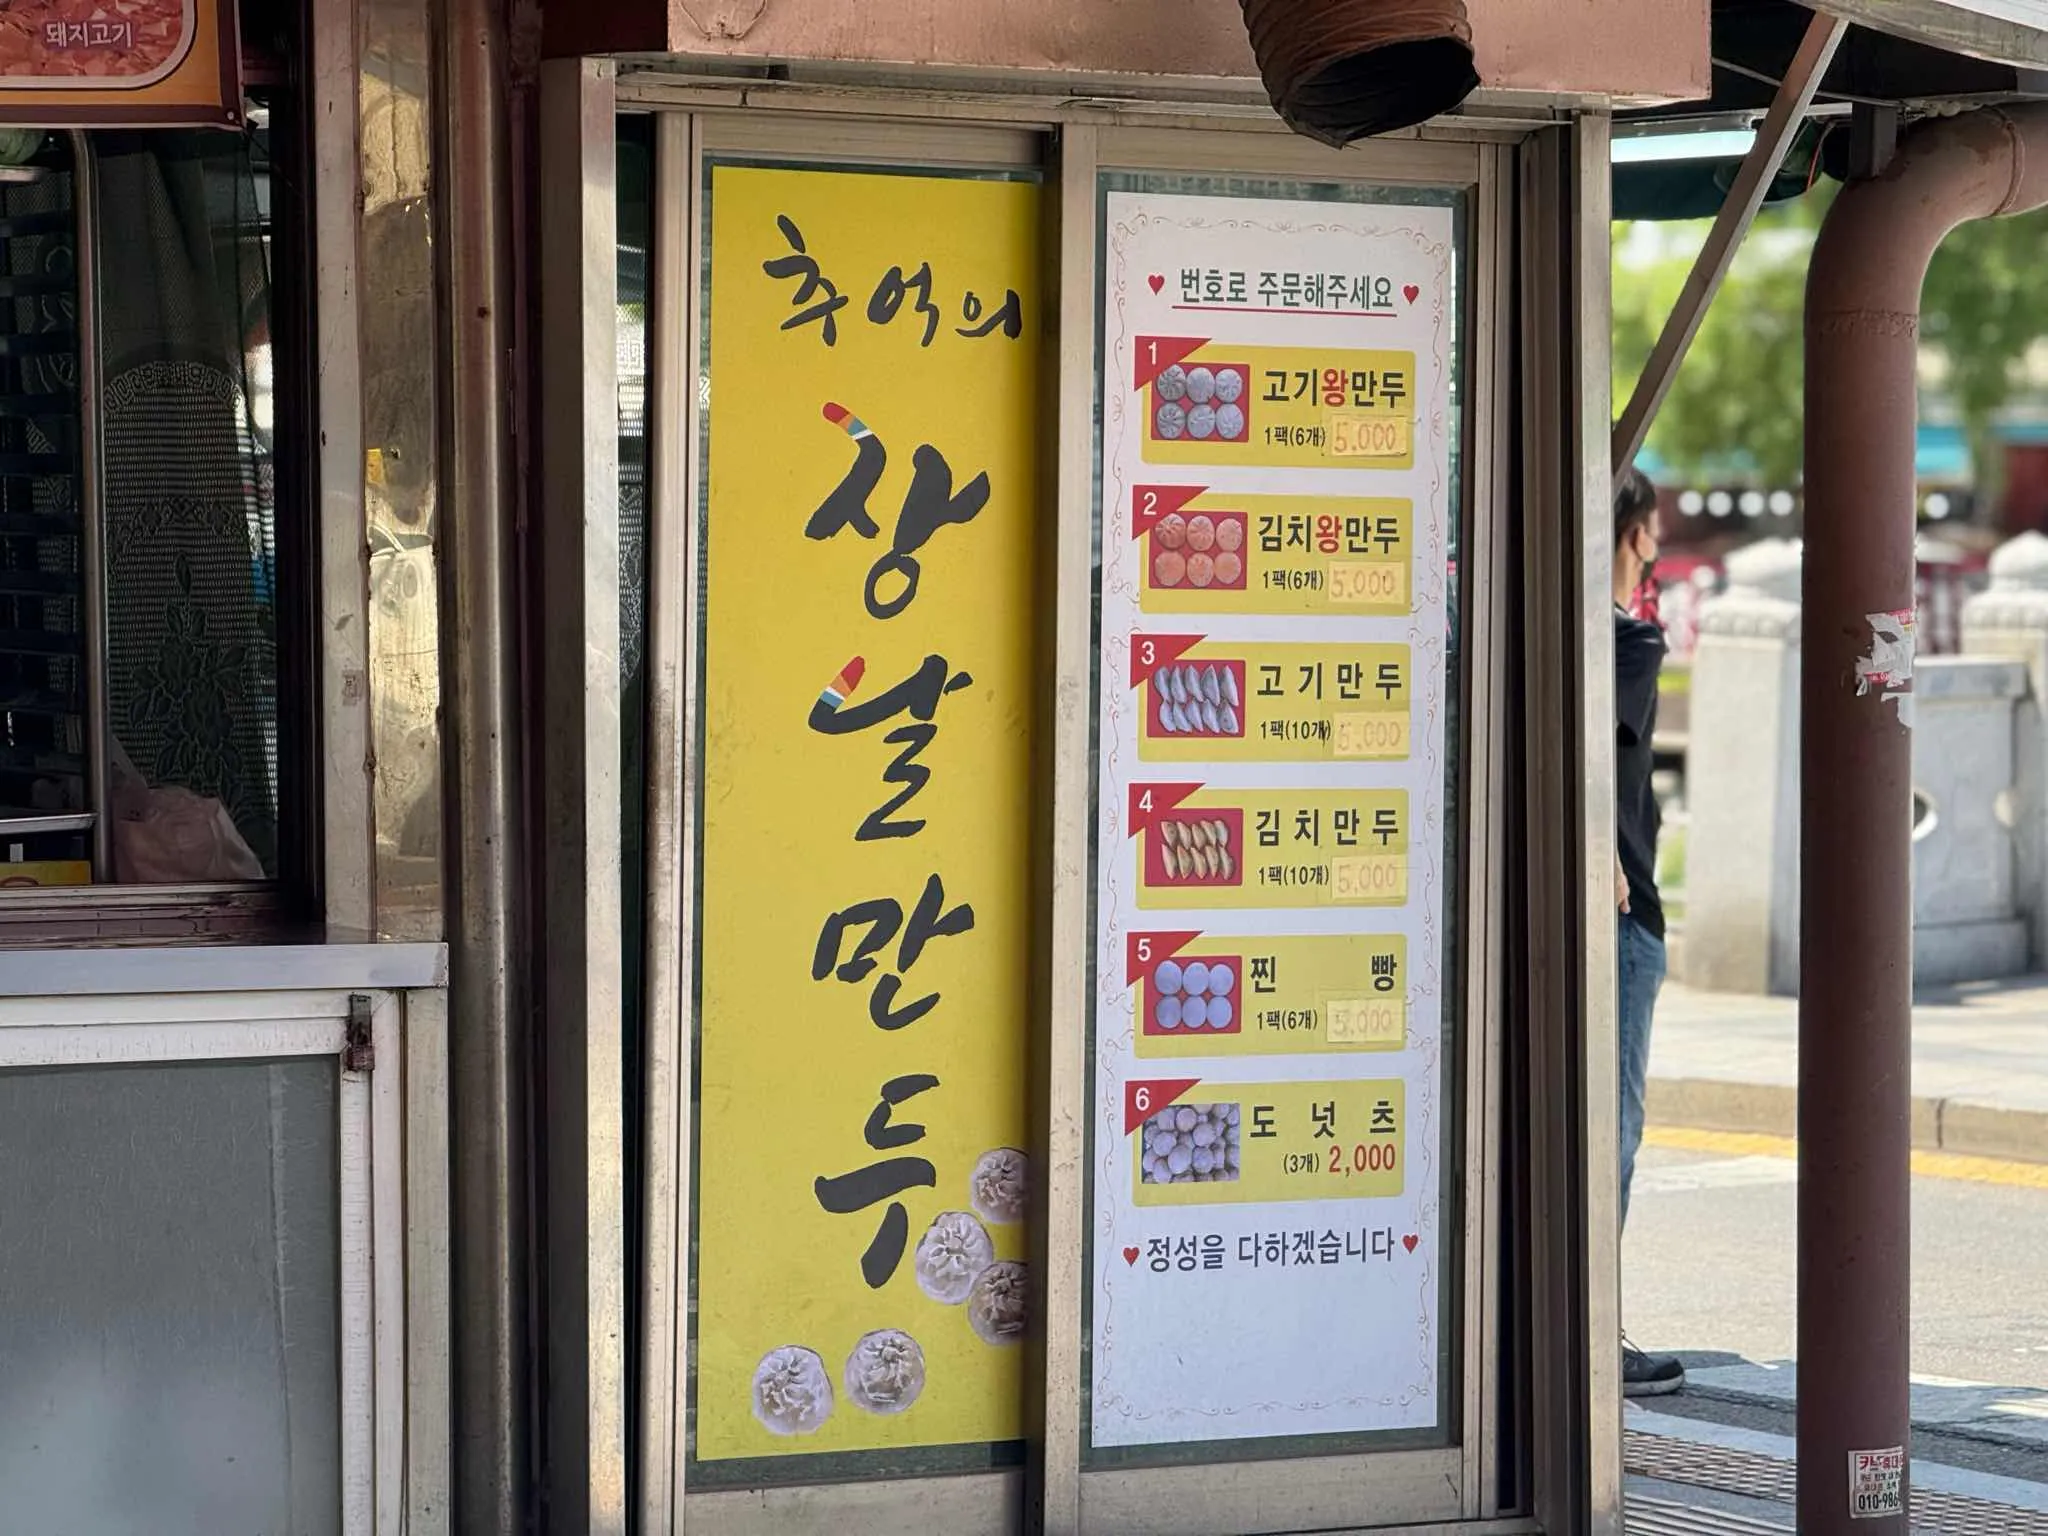 돼지고기
추억의
장날만두
♥ 번호로 주문해주세요 ♥
1
고기왕만두
1팩(6개) 5.000
2
김치왕만두
1팩(6개) 5.000
3
고기만두
1팩(10개) 5.000
4
김치만두
1팩(10개) 5.000
5
찐빵
1팩(6개) 5.000
6
도넛츠
(3개) 2,000
♥ 정성을 다하겠습니다 ♥
010-986